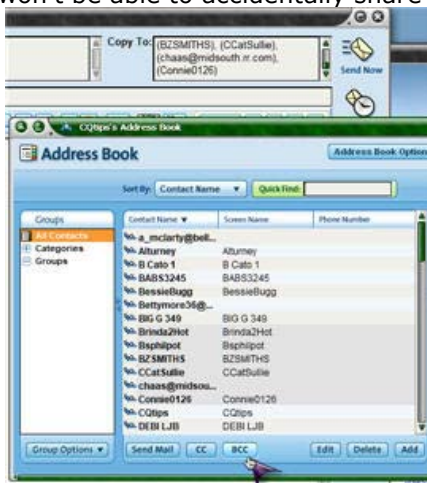 won't be able to accidentally share
Copy To: (BZSMITHS), (CCatSullie),
(chaas@midsouth.rr.com),
(Connie0126)
Send Now
CQtips's Address Book
Address Book
Address Book Option
Sort By: Contact Name
Quick Find:
Groups
Contact Name Screen Name Phone Number
All Contacts
Categories
Groups
a_mclarty@bell...
Alturney Alturney
B Cato 1 B Cato 1
BABS3245 BABS3245
BessieBugg BessieBugg
Bettymore36@...
BIG G 349 BIG G 349
Brinda2Hot Brinda2Hot
Bsphilpot Bsphilpot
BZSMITHS BZSMITHS
CCatSullie CCatSullie
chaas@midsou...
Connie0126 Connie0126
CQtips CQtips
DEBI LJB DEBI LJB
Group Options Send Mail CC BCC Edit Delete Add